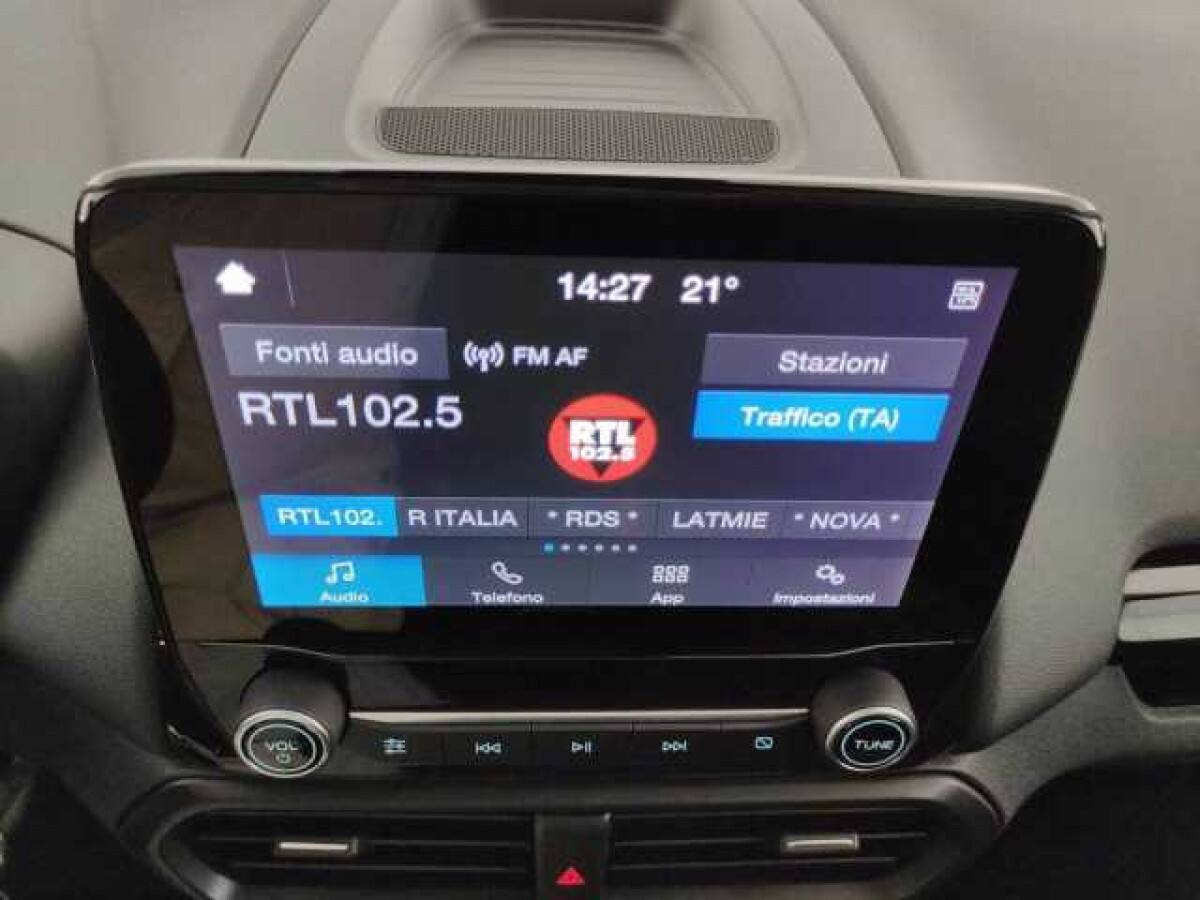 14:27 21°
Fonti audio FM AF Stazioni
RTL102.5 Traffico (TA)
RTL
102.5
RTL102. R ITALIA * RDS * LATMIE * NOVA *
Audio Telefono App Impostazioni
VOL TUNE